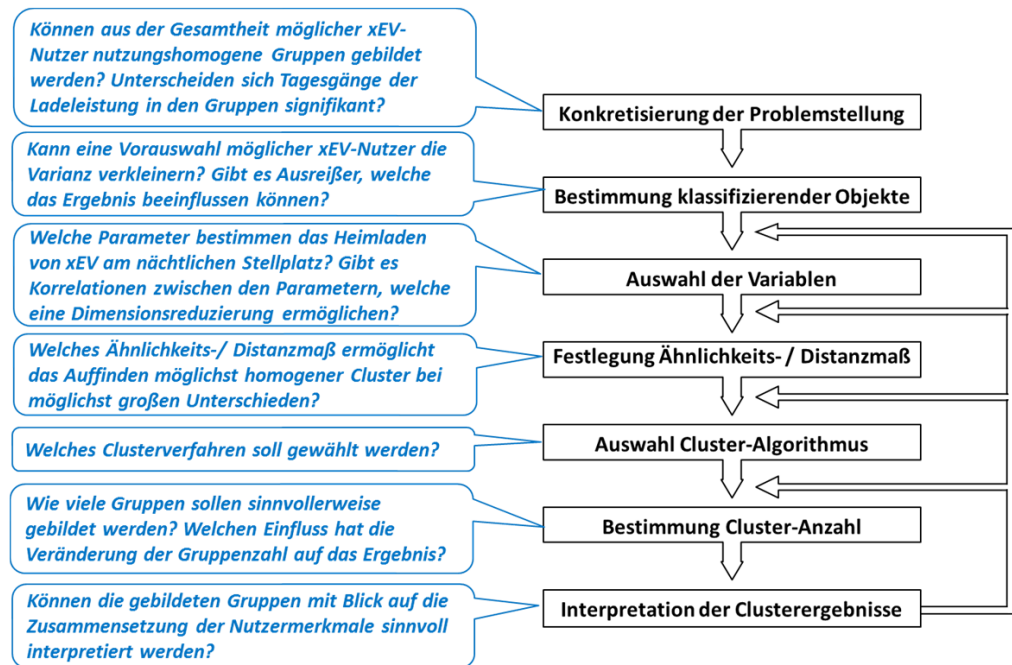 Können aus der Gesamtheit möglicher xEV-
Nutzer nutzungshomogene Gruppen gebildet
werden? Unterscheiden sich Tagesgänge der
Ladeleistung in den Gruppen signifikant?
Konkretisierung der Problemstellung
Kann eine Vorauswahl möglicher xEV-Nutzer die
Varianz verkleinern? Gibt es Ausreißer, welche
das Ergebnis beeinflussen können?
Bestimmung klassifizierender Objekte
Welche Parameter bestimmen das Heimladen
von xEV am nächtlichen Stellplatz? Gibt es
Korrelationen zwischen den Parametern, welche
eine Dimensionsreduzierung ermöglichen?
Auswahl der Variablen
Welches Ähnlichkeits-/ Distanzmaß ermöglicht
das Auffinden möglichst homogener Cluster bei
möglichst großen Unterschieden?
Festlegung Ähnlichkeits- / Distanzmaß
Welches Clusterverfahren soll gewählt werden?
Auswahl Cluster-Algorithmus
Wie viele Gruppen sollen sinnvollerweise
gebildet werden? Welchen Einfluss hat die
Veränderung der Gruppenzahl auf das Ergebnis?
Bestimmung Cluster-Anzahl
Können die gebildeten Gruppen mit Blick auf die
Zusammensetzung der Nutzermerkmale sinnvoll
interpretiert werden?
Interpretation der Clusterergebnisse